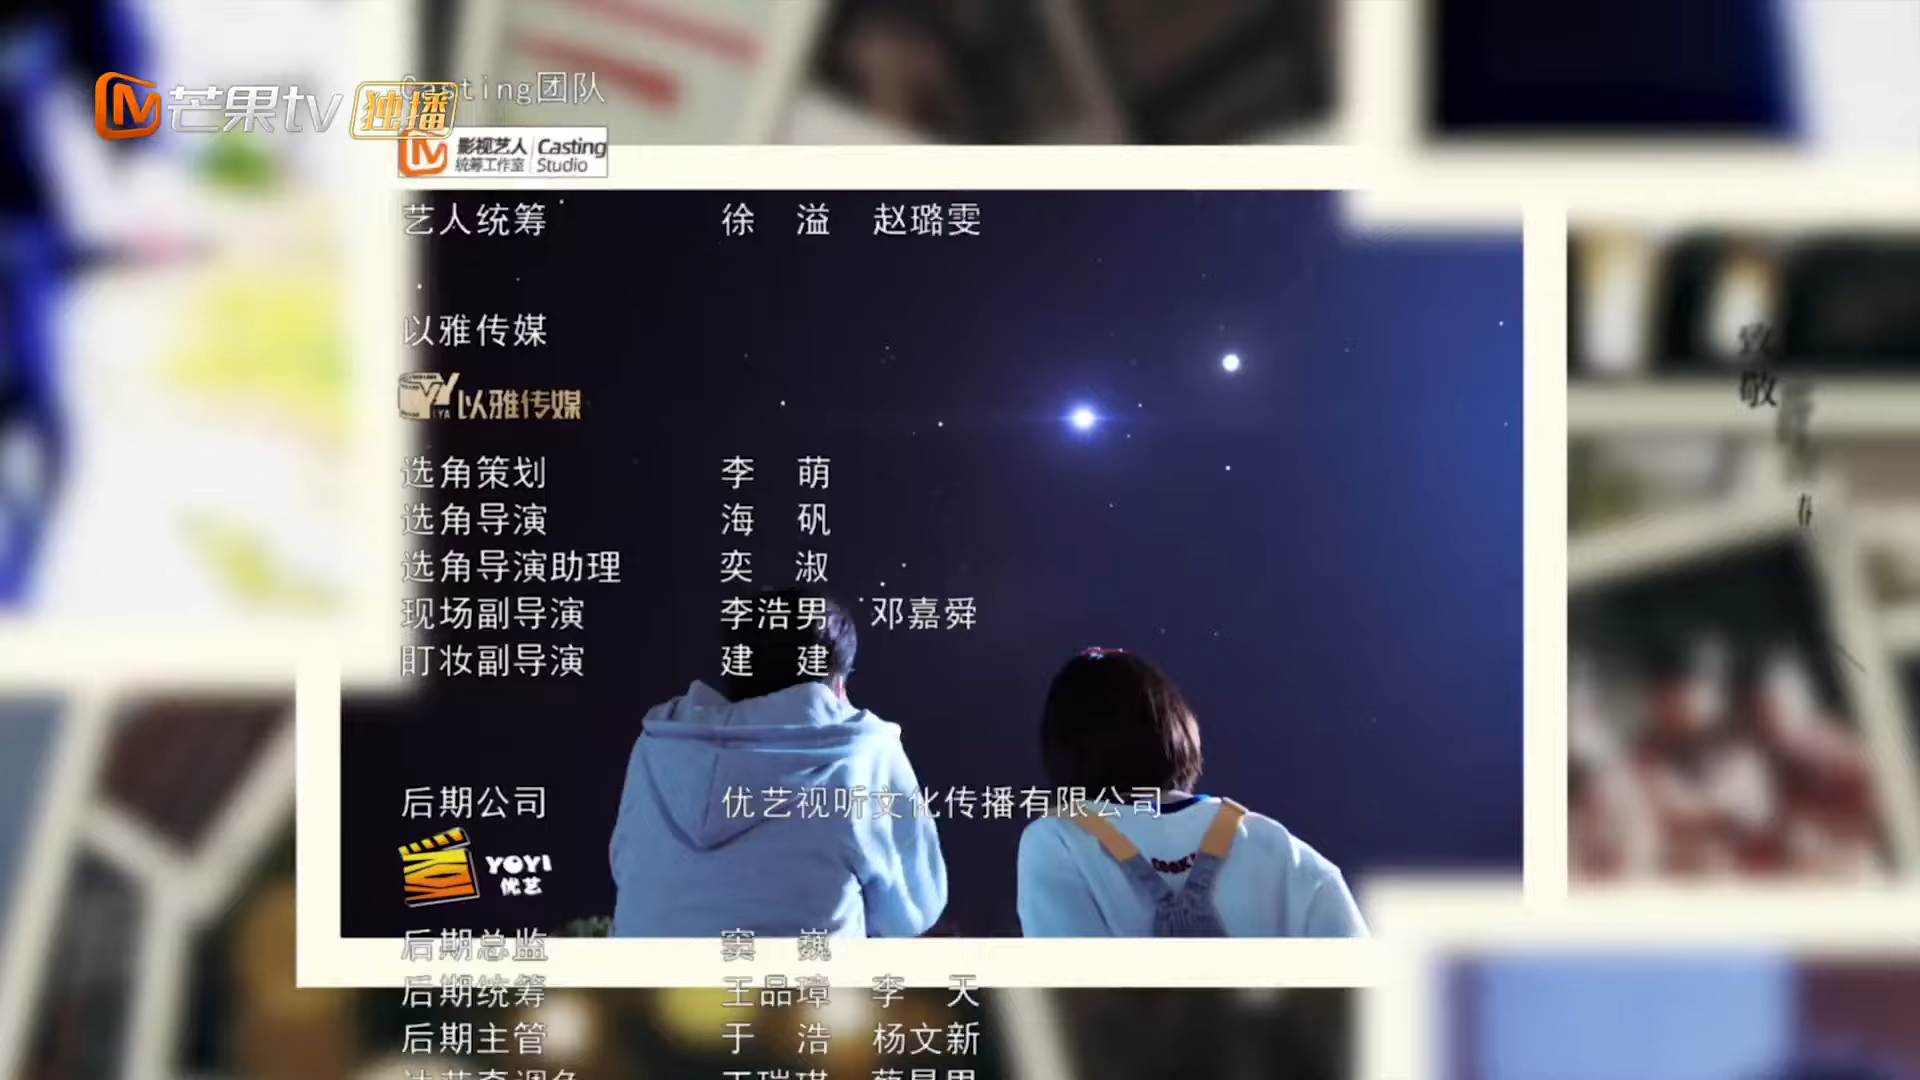 芒果tv 独播
Casting团队
影视艺人 Casting
统筹工作室 Studio
艺人统筹 徐 溢 赵璐雯
以雅传媒
以雅传媒
选角策划 李 萌
选角导演 海 矾
选角导演助理 奕 淑
现场副导演 李浩男 邓嘉舜
盯妆副导演 建 建
后期公司 优艺视听文化传播有限公司
YOYI
优艺
后期总监 窦 巍
后期统筹 王品璋 李 天
后期主管 于 浩 杨文新
致敬